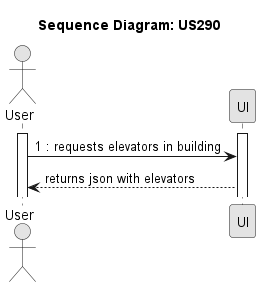 Sequence Diagram: US290
User
UI
1 : requests elevators in building
returns json with elevators
User
UI